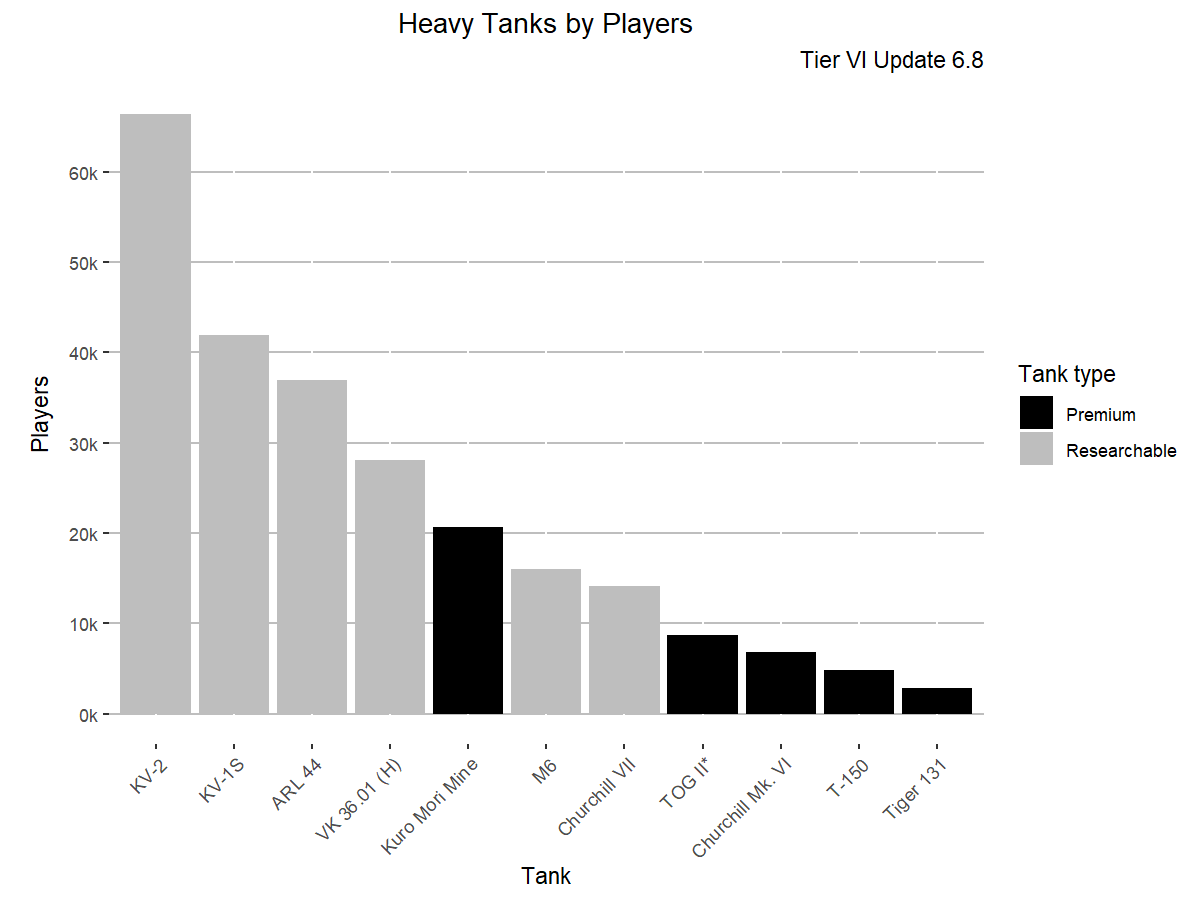 Heavy Tanks by Players
Tier VI Update 6.8
Players
60k
50k
40k
30k
20k
10k
0k
KV-2
KV-1S
ARL 44
VK 36.01 (H)
Kuro Mori Mine
M6
Churchill VII
TOG II*
Churchill Mk. VI
T-150
Tiger 131
Tank
Tank type
Premium
Researchable